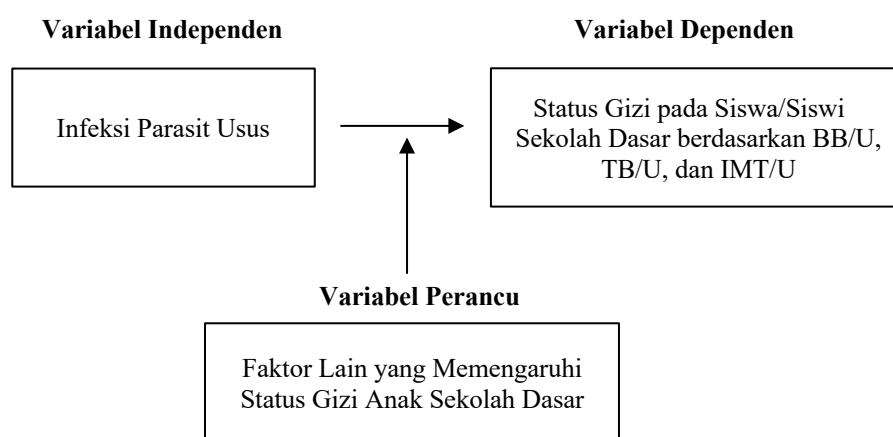 Variabel Independen
Variabel Dependen
Infeksi Parasit Usus
Status Gizi pada Siswa/Siswi
Sekolah Dasar berdasarkan BB/U,
TB/U, dan IMT/U
Variabel Perancu
Faktor Lain yang Memengaruhi
Status Gizi Anak Sekolah Dasar